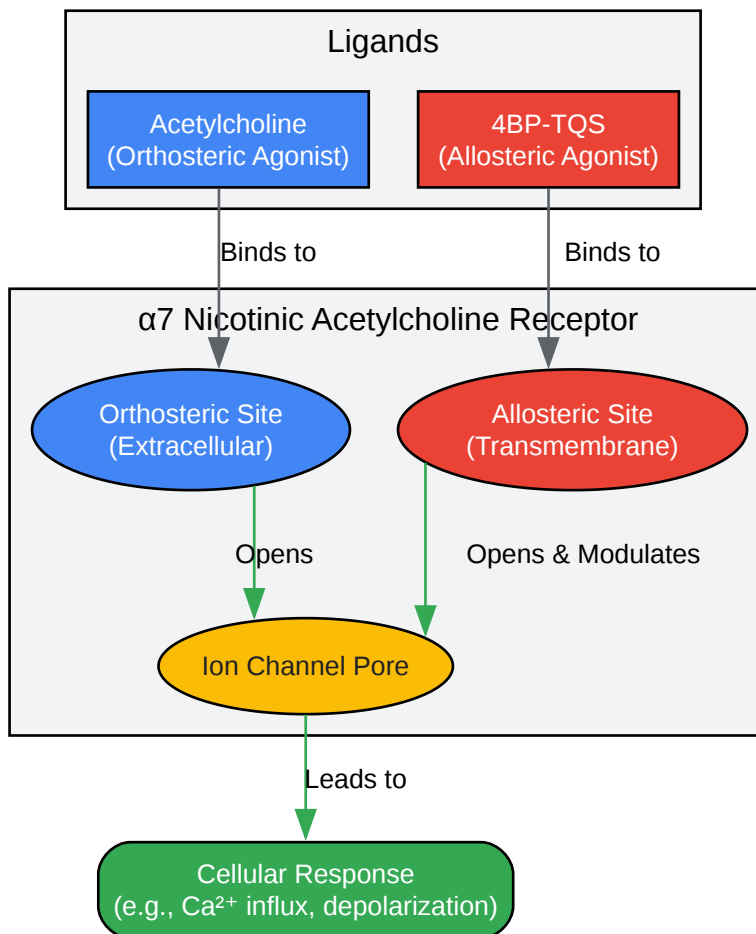 Ligands
Acetylcholine
(Orthosteric Agonist)
4BP-TQS
(Allosteric Agonist)
Binds to
Binds to
α7 Nicotinic Acetylcholine Receptor
Orthosteric Site
(Extracellular)
Allosteric Site
(Transmembrane)
Opens
Opens & Modulates
Ion Channel Pore
Leads to
Cellular Response
(e.g., Ca²⁺ influx, depolarization)